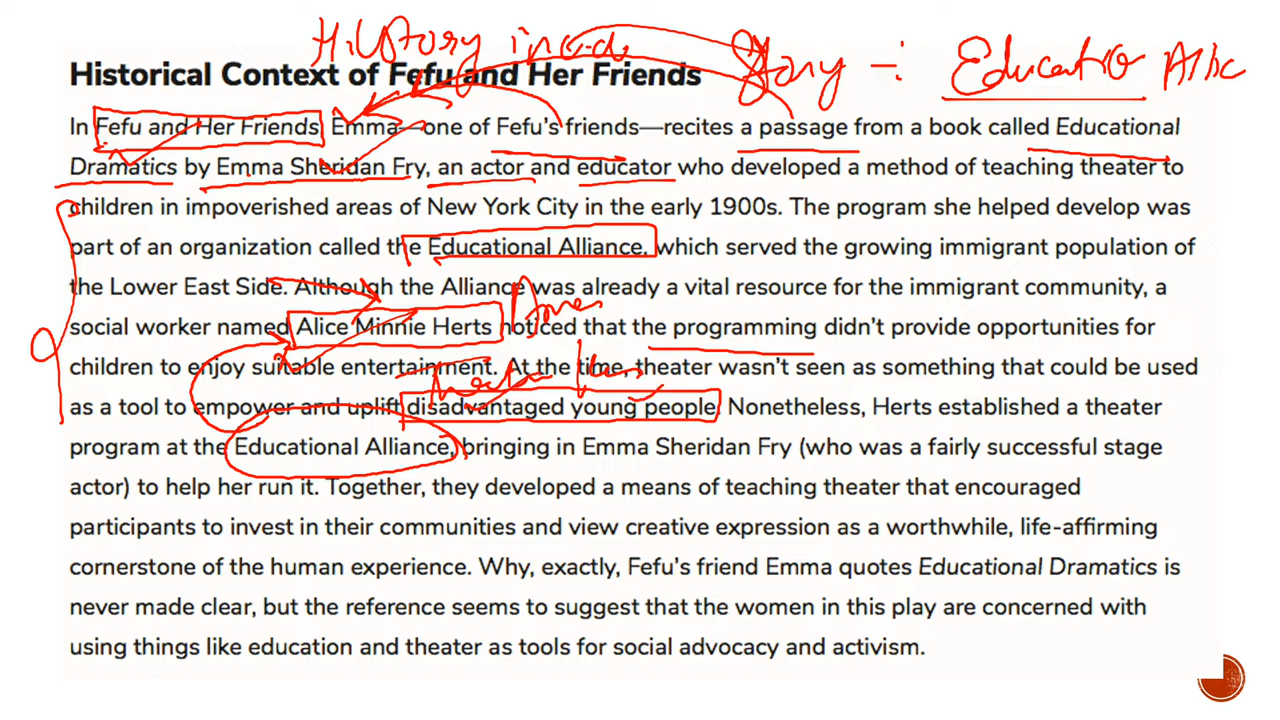 History inside Story -: Educatio Allic
Historical Context of Fefu and Her Friends
In Fefu and Her Friends, Emma—one of Fefu's friends—recites a passage from a book called Educational
Dramatics by Emma Sheridan Fry, an actor and educator who developed a method of teaching theater to
children in impoverished areas of New York City in the early 1900s. The program she helped develop was
part of an organization called the Educational Alliance, which served the growing immigrant population of
the Lower East Side. Although the Alliance was already a vital resource for the immigrant community, a
social worker named Alice Minnie Herts noticed that the programming didn't provide opportunities for
children to enjoy suitable entertainment. At the time, theater wasn't seen as something that could be used
as a tool to empower and uplift disadvantaged young people. Nonetheless, Herts established a theater
program at the Educational Alliance, bringing in Emma Sheridan Fry (who was a fairly successful stage
actor) to help her run it. Together, they developed a means of teaching theater that encouraged
participants to invest in their communities and view creative expression as a worthwhile, life-affirming
cornerstone of the human experience. Why, exactly, Fefu's friend Emma quotes Educational Dramatics is
never made clear, but the reference seems to suggest that the women in this play are concerned with
using things like education and theater as tools for social advocacy and activism.